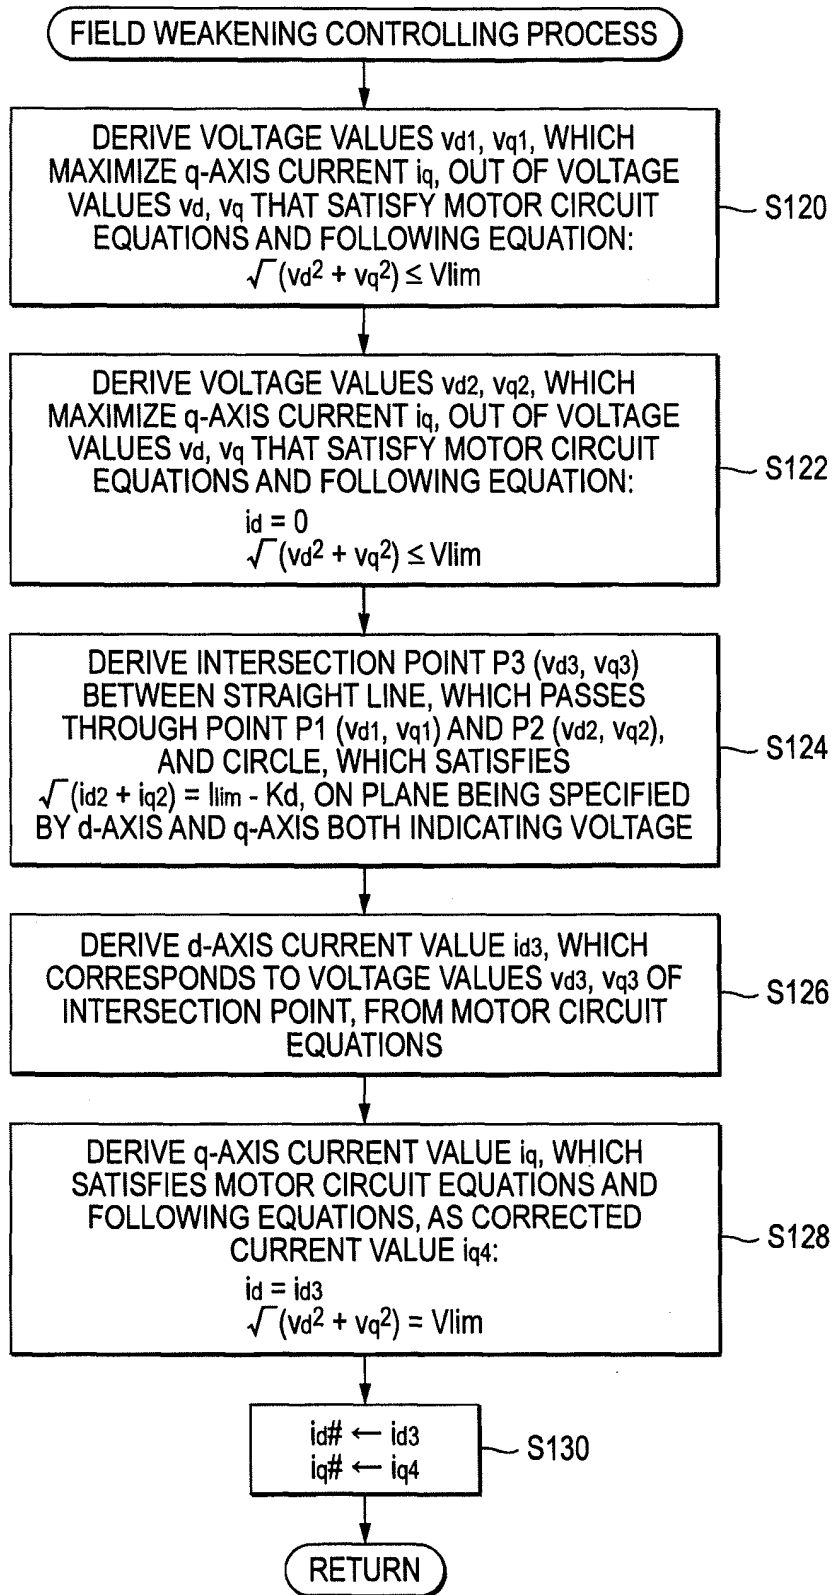 FIELD WEAKENING CONTROLLING PROCESS
DERIVE VOLTAGE VALUES vd1, vq1, WHICH
MAXIMIZE q-AXIS CURRENT iq, OUT OF VOLTAGE
VALUES vd, vq THAT SATISFY MOTOR CIRCUIT
EQUATIONS AND FOLLOWING EQUATION:
√(vd² + vq²) ≤ Vlim
S120
DERIVE VOLTAGE VALUES vd2, vq2, WHICH
MAXIMIZE q-AXIS CURRENT iq, OUT OF VOLTAGE
VALUES vd, vq THAT SATISFY MOTOR CIRCUIT
EQUATIONS AND FOLLOWING EQUATION:
id = 0
√(vd² + vq²) ≤ Vlim
S122
DERIVE INTERSECTION POINT P3 (vd3, vq3)
BETWEEN STRAIGHT LINE, WHICH PASSES
THROUGH POINT P1 (vd1, vq1) AND P2 (vd2, vq2),
AND CIRCLE, WHICH SATISFIES
√(id2 + iq2) = Ilim - Kd, ON PLANE BEING SPECIFIED
BY d-AXIS AND q-AXIS BOTH INDICATING VOLTAGE
S124
DERIVE d-AXIS CURRENT VALUE id3, WHICH
CORRESPONDS TO VOLTAGE VALUES vd3, vq3 OF
INTERSECTION POINT, FROM MOTOR CIRCUIT
EQUATIONS
S126
DERIVE q-AXIS CURRENT VALUE iq, WHICH
SATISFIES MOTOR CIRCUIT EQUATIONS AND
FOLLOWING EQUATIONS, AS CORRECTED
CURRENT VALUE iq4:
id = id3
√(vd² + vq²) = Vlim
S128
id# ← id3
iq# ← iq4
S130
RETURN